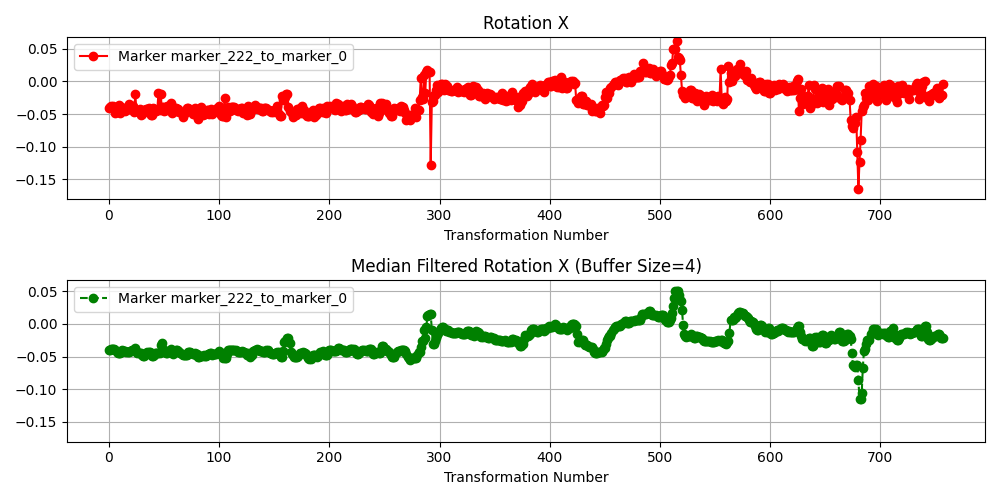 Rotation X
0.05
0.00
−0.05
−0.10
−0.15
Marker marker_222_to_marker_0
0 100 200 300 400 500 600 700
Transformation Number
Median Filtered Rotation X (Buffer Size=4)
0.05
0.00
−0.05
−0.10
−0.15
Marker marker_222_to_marker_0
0 100 200 300 400 500 600 700
Transformation Number